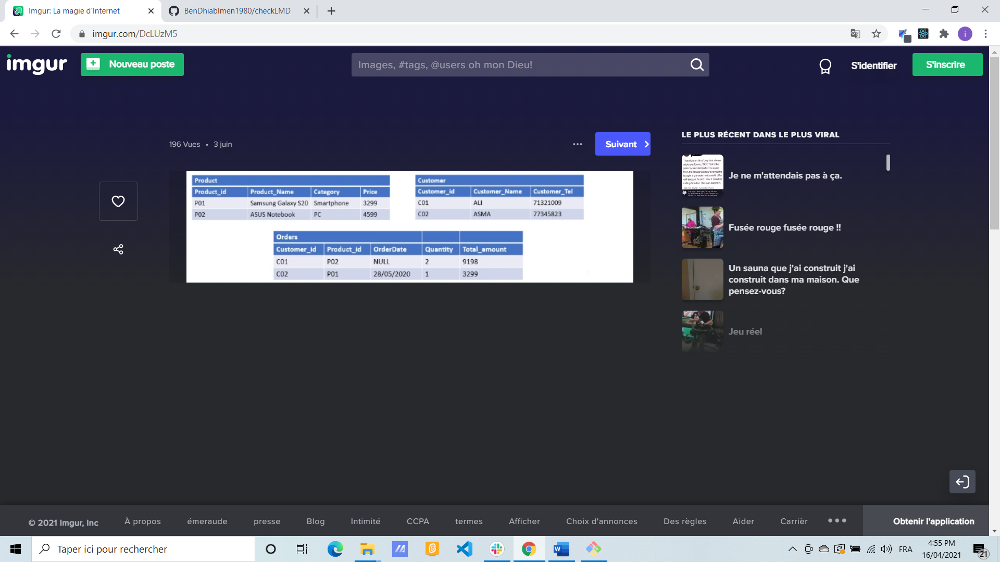 Imgur: La magie d'Internet
BenDhiabImen1980/checkLMD
imgur.com/DcLUzM5
i
imgur
Nouveau poste
Images, #tags, @users oh mon Dieu!
S'identifier
S'inscrire
196 Vues • 3 juin
Suivant
LE PLUS RÉCENT DANS LE PLUS VIRAL
Je ne m'attendais pas à ça.
Fusée rouge fusée rouge !!
Un sauna que j'ai construit j'ai
construit dans ma maison. Que
pensez-vous?
Jeu réel
Product
Product_id Product_Name Category Price
P01 Samsung Galaxy S20 Smartphone 3299
P02 ASUS Notebook PC 4599
Customer
Customer_id Customer_Name Customer_Tel
C01 ALI 71321009
C02 ASMA 77345823
Orders
Customer_id Product_id OrderDate Quantity Total_amount
C01 P02 NULL 2 9198
C02 P01 28/05/2020 1 3299
© 2021 Imgur, Inc À propos émeraude presse Blog Intimité CCPA termes Afficher Choix d'annonces Des règles Aider Carrièr
Obtenir l'application
Taper ici pour rechercher
FRA
4:55 PM
16/04/2021
21